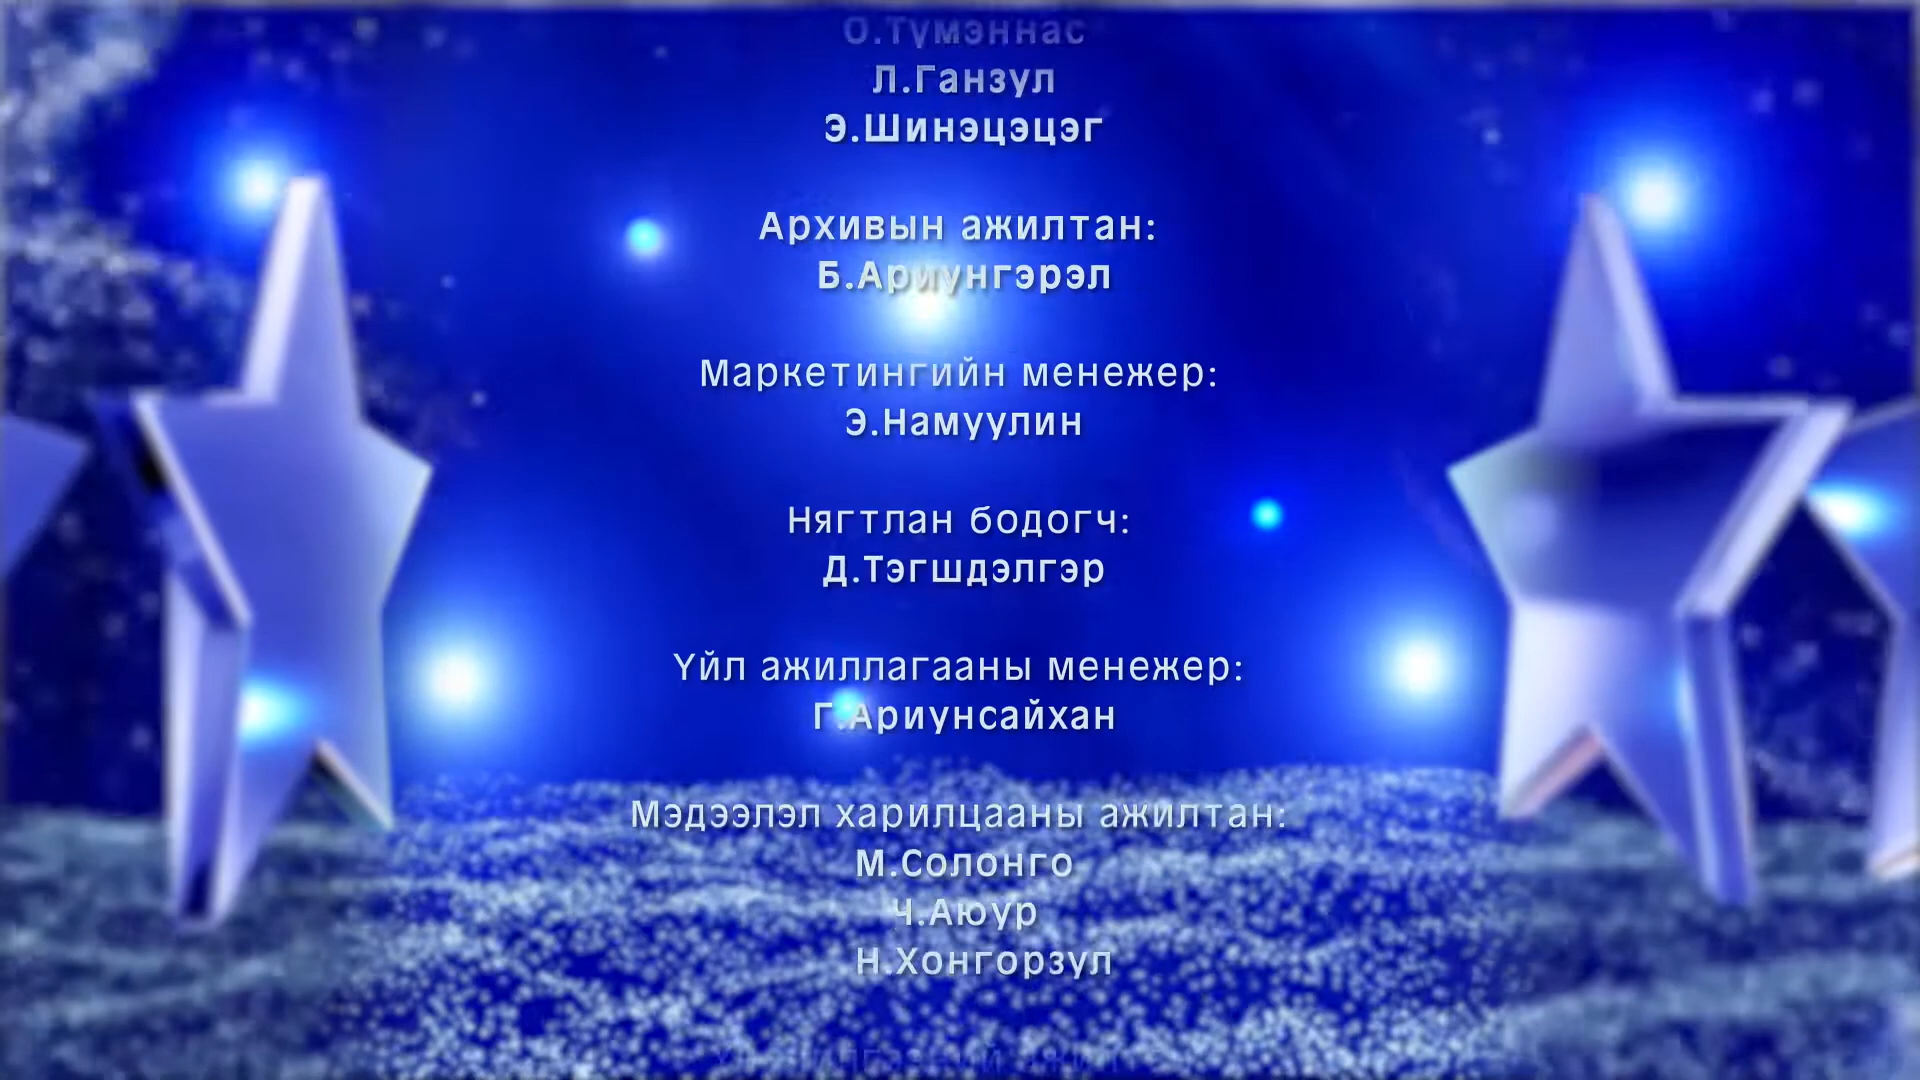 О.Түмэннас
Л.Ганзул
Э.Шинэцэцэг
Архивын ажилтан:
Б.Ариунгэрэл
Маркетингийн менежер:
Э.Намуулин
Нягтлан бодогч:
Д.Тэгшдэлгэр
Үйл ажиллагааны менежер:
Г.Ариунсайхан
Мэдээлэл харилцааны ажилтан:
М.Солонго
Ч.Аюур
Н.Хонгорзул